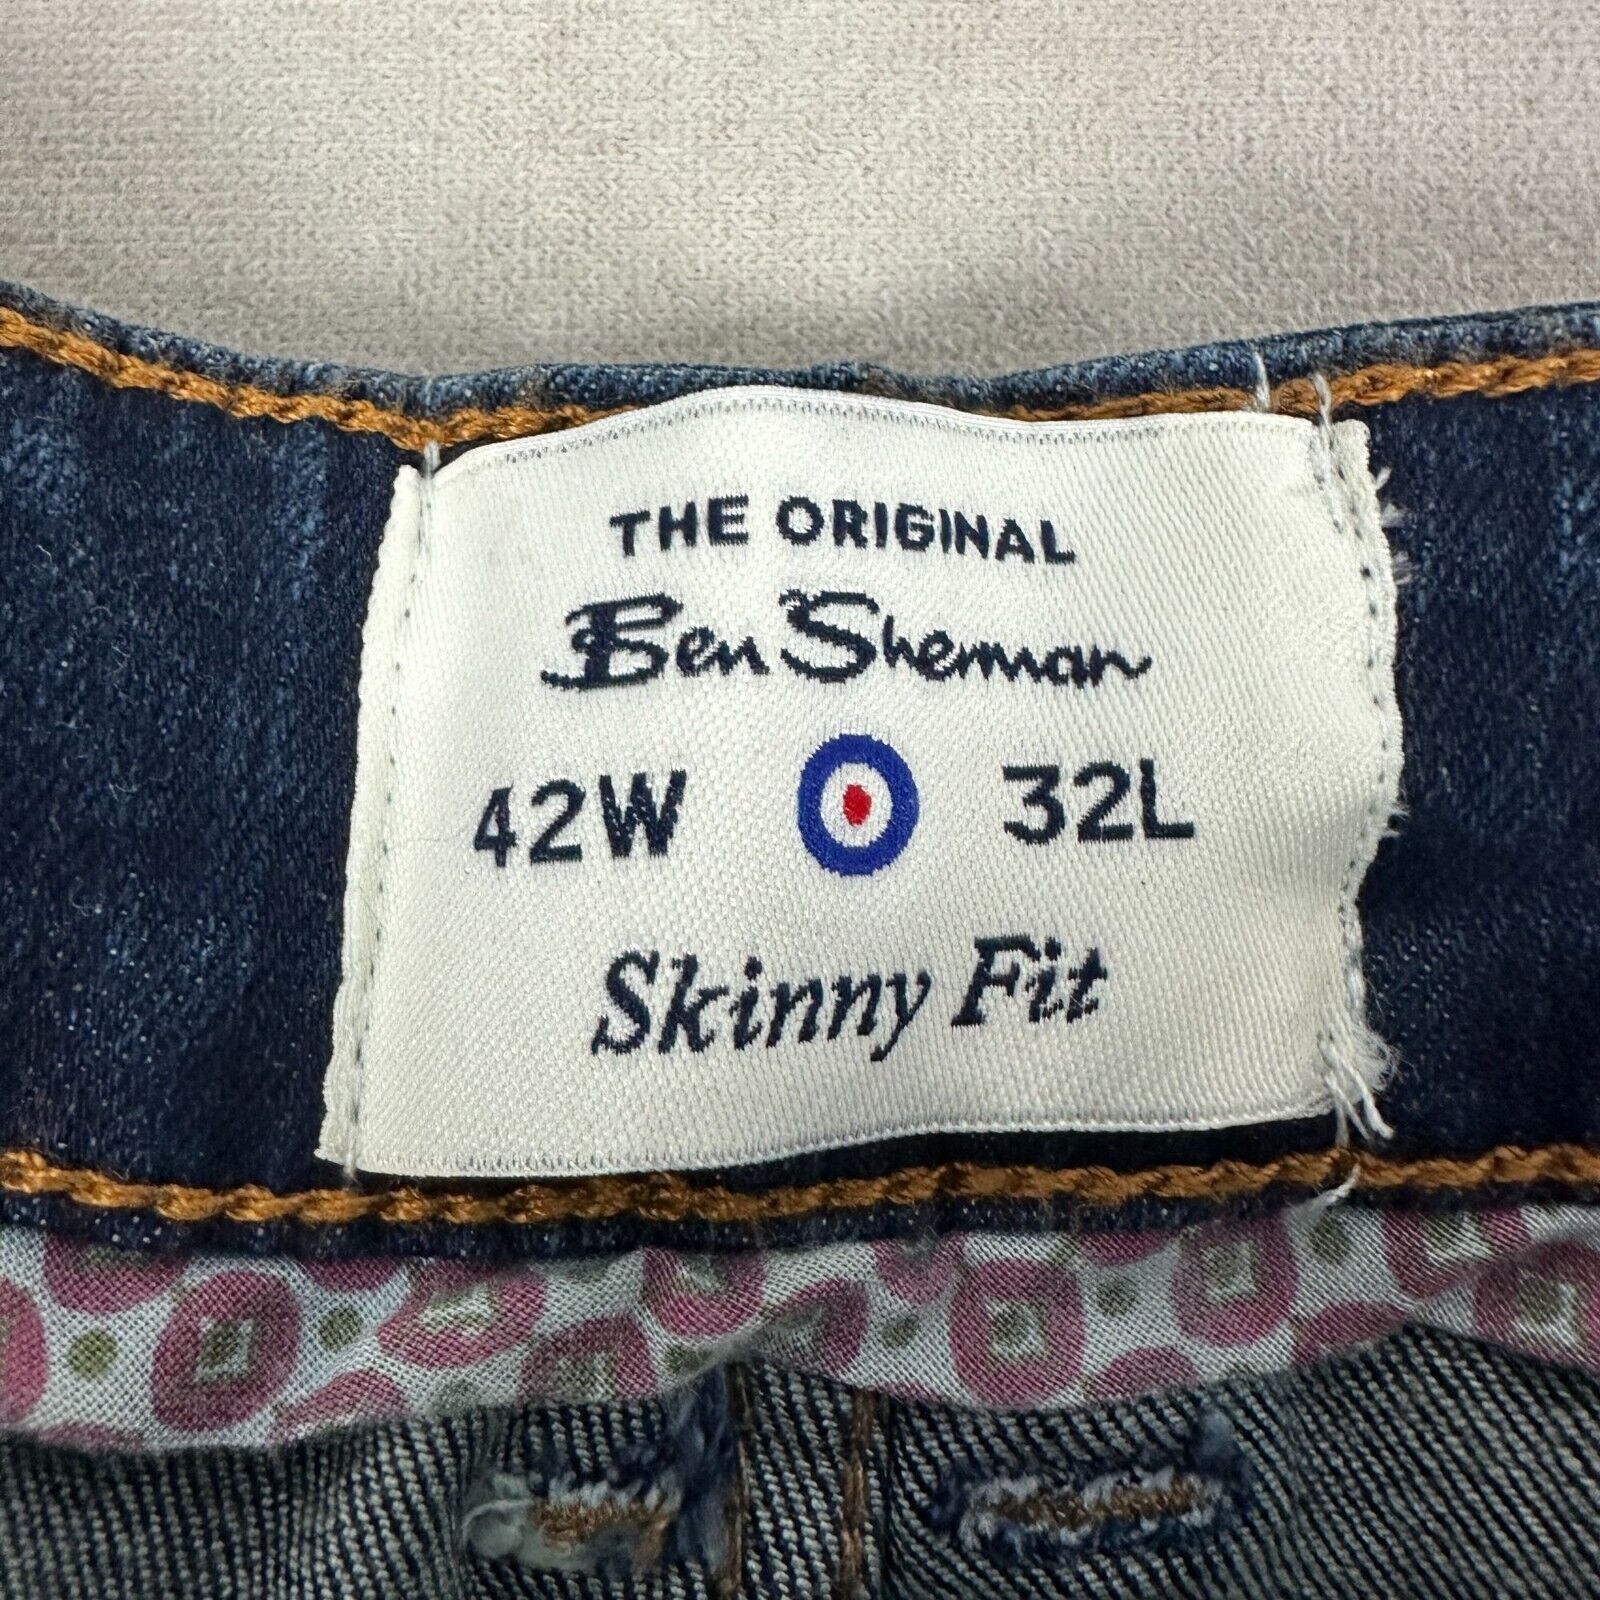 THE ORIGINAL
Ben Sherman
42W 32L
Skinny Fit